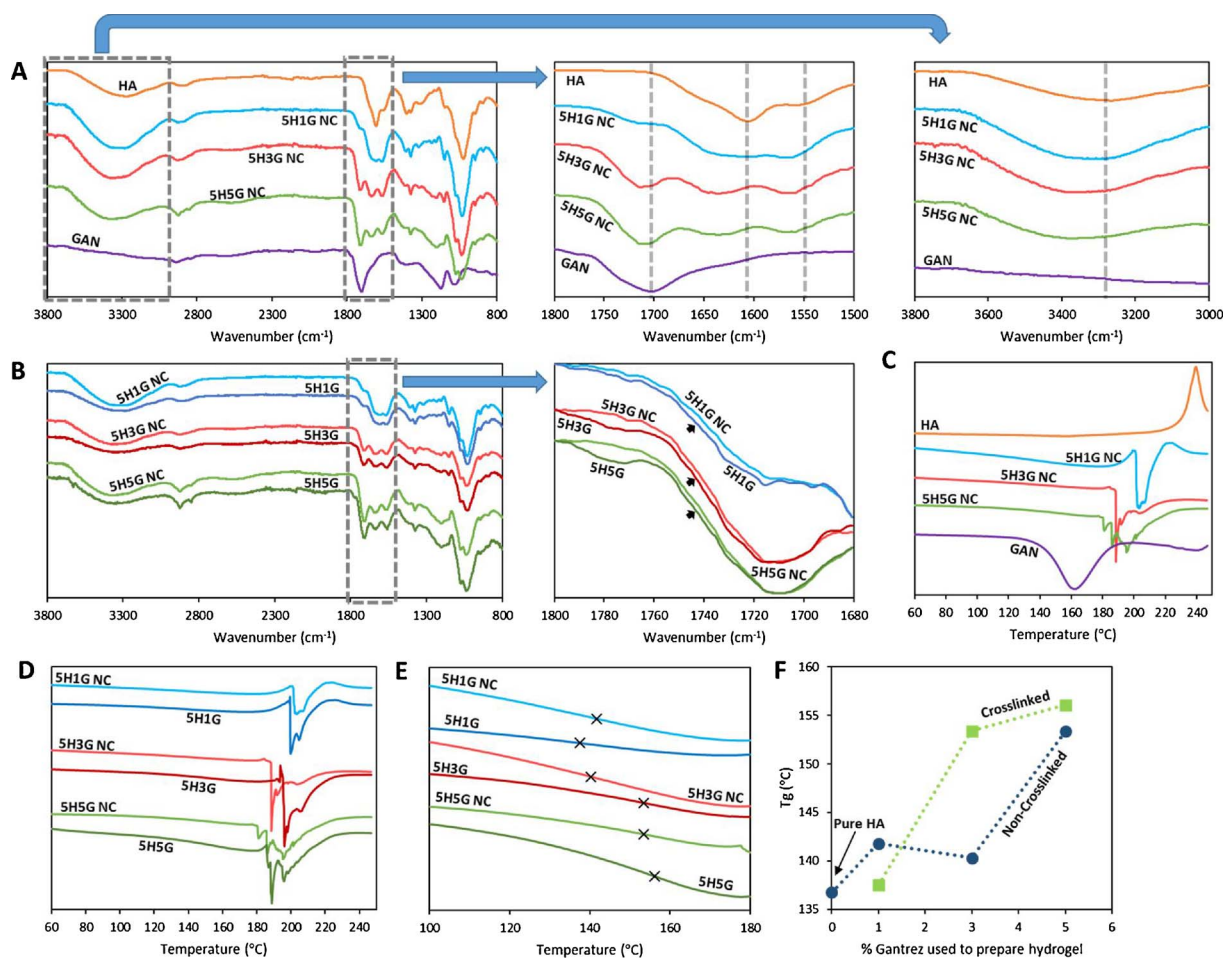 A
HA
5H1G NC
5H3G NC
5H5G NC
GAN
3800 3300 2800 2300 1800 1300 800
Wavenumber (cm-1)
HA
5H1G NC
5H3G NC
5H5G NC
GAN
1800 1750 1700 1650 1600 1550 1500
Wavenumber (cm-1)
HA
5H1G NC
5H3G NC
5H5G NC
GAN
3800 3600 3400 3200 3000
Wavenumber (cm-1)
B
5H1G NC
5H1G
5H3G NC
5H3G
5H5G NC
5H5G
3800 3300 2800 2300 1800 1300 800
Wavenumber (cm-1)
5H1G NC
5H3G NC
5H3G
5H1G
5H5G
5H5G NC
1800 1780 1760 1740 1720 1700 1680
Wavenumber (cm-1)
C
HA
5H1G NC
5H3G NC
5H5G NC
GAN
60 80 100 120 140 160 180 200 220 240
Temperature (°C)
D
5H1G NC
5H1G
5H3G NC
5H3G
5H5G NC
5H5G
60 80 100 120 140 160 180 200 220 240
Temperature (°C)
E
5H1G NC
5H1G
5H3G
5H3G NC
5H5G NC
5H5G
100 120 140 160 180
Temperature (°C)
F
160
155
150
145
140
135
Tg (°C)
Crosslinked
Non-Crosslinked
Pure HA
0 1 2 3 4 5 6
% Gantrez used to prepare hydrogel